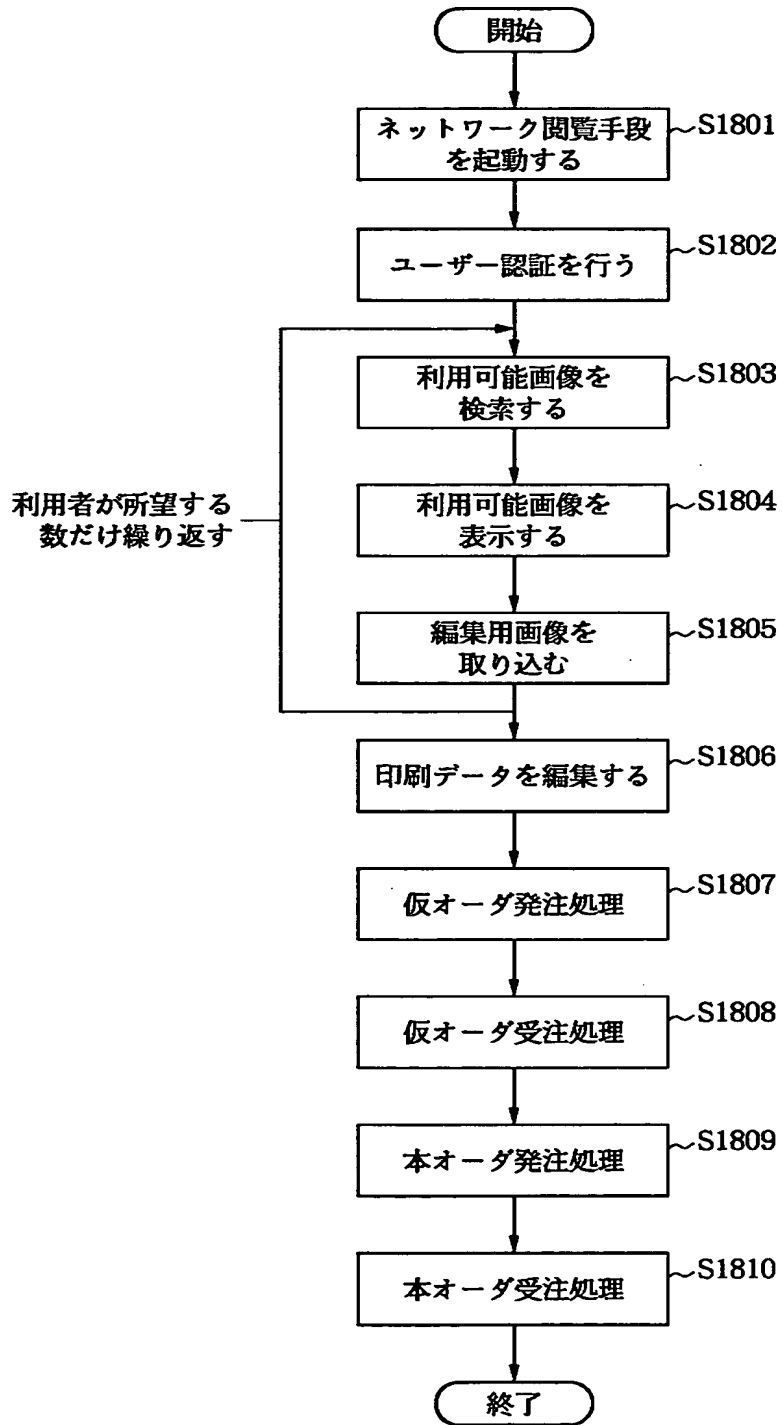 開始
ネットワーク閲覧手段
を起動する
S1801
ユーザー認証を行う
S1802
利用可能画像を
検索する
S1803
利用者が所望する
数だけ繰り返す
利用可能画像を
表示する
S1804
編集用画像を
取り込む
S1805
印刷データを編集する
S1806
仮オーダ発注処理
S1807
仮オーダ受注処理
S1808
本オーダ発注処理
S1809
本オーダ受注処理
S1810
終了